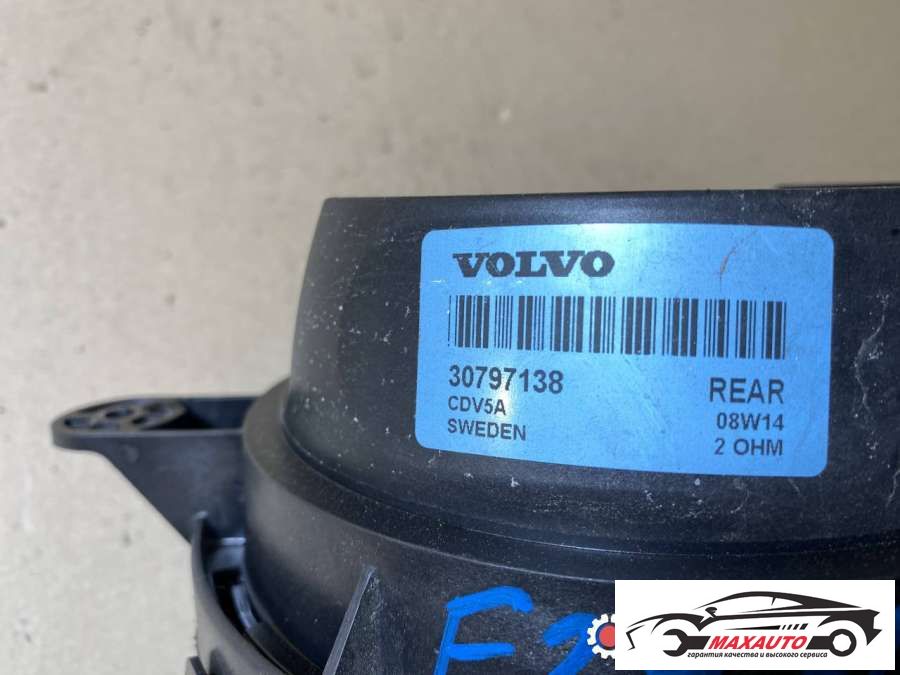 VOLVO
30797138
CDV5A
SWEDEN
REAR
08W14
2 OHM
MAXAUTO
гарантия качества и высокого сервиса